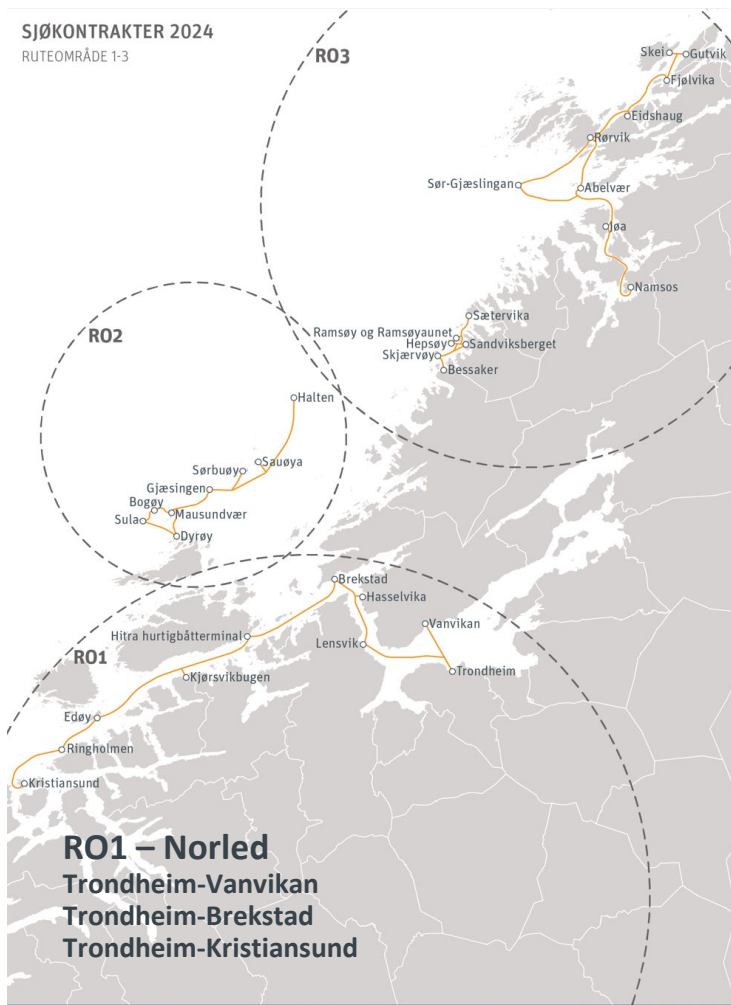 SJØKONTRAKTER 2024
RUTEOMRÅDE 1-3
RO3
Skei
Gutvik
Fjølvika
Eidshaug
Rørvik
Sør-Gjæslingan
Abelvær
Jøa
Namsos
Sætervika
Ramsøy og Ramsøyaunet
Hepsøy
Sandviksberget
Skjærvøy
Bessaker
RO2
Halten
Sauøya
Sørbuøy
Gjæsingen
Bogøy
Mausundvær
Sula
Dyrøy
Brekstad
Hasselvika
Vanvikan
Hitra hurtigbåtterminal
Lensvik
RO1
Trondheim
Kjørsvikbugen
Edøy
Ringholmen
Kristiansund
RO1 – Norled
Trondheim-Vanvikan
Trondheim-Brekstad
Trondheim-Kristiansund